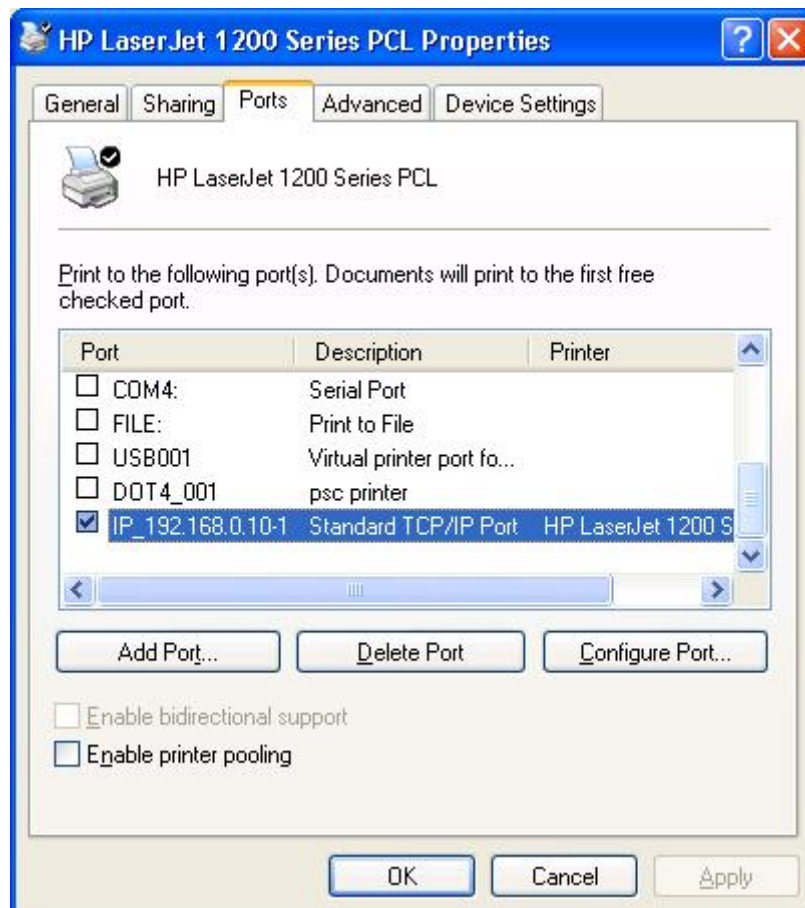 HP LaserJet 1200 Series PCL Properties
General Sharing Ports Advanced Device Settings
HP LaserJet 1200 Series PCL
Print to the following port(s). Documents will print to the first free
checked port.
Port Description Printer
COM4: Serial Port
FILE: Print to File
USB001 Virtual printer port fo...
DOT4_001 psc printer
IP_192.168.0.10-1 Standard TCP/IP Port HP LaserJet 1200 S
Add Port... Delete Port Configure Port...
Enable bidirectional support
Enable printer pooling
OK Cancel Apply